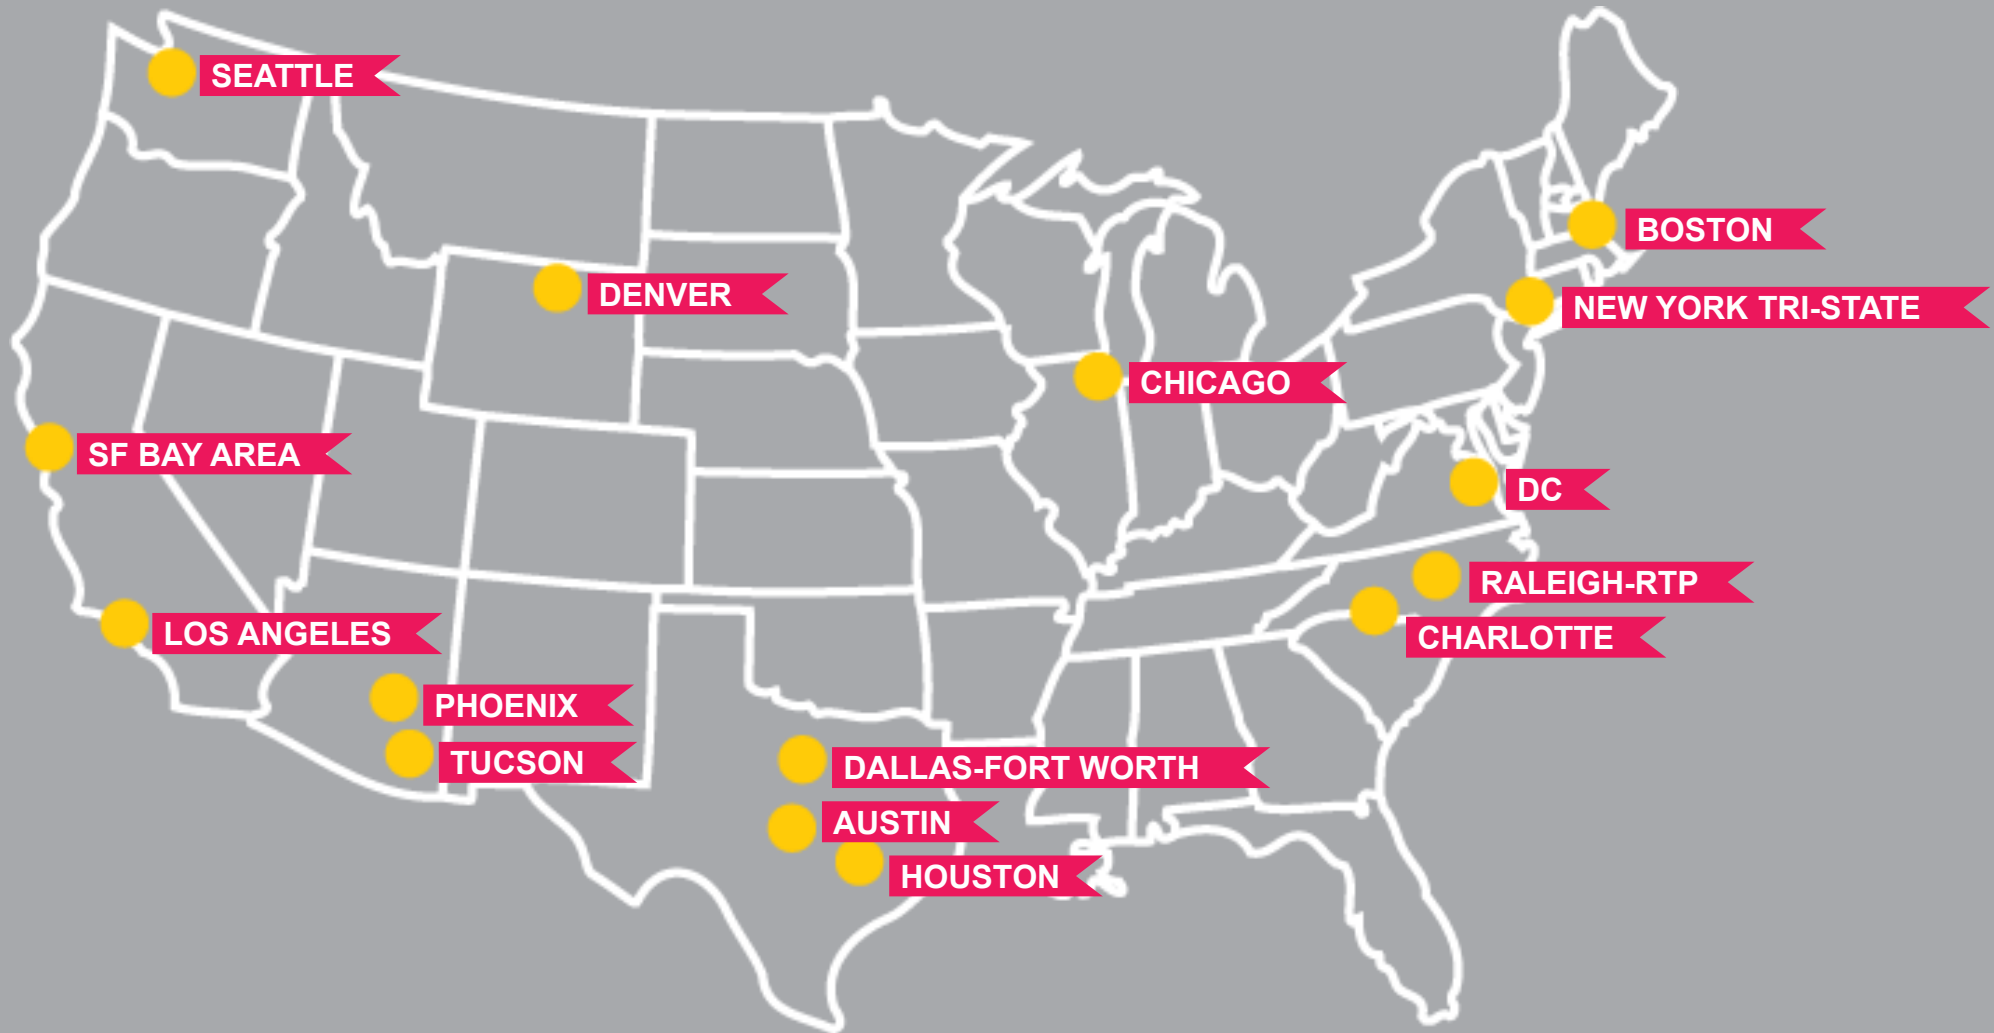 SEATTLE
BOSTON
DENVER
NEW YORK TRI-STATE
CHICAGO
SF BAY AREA
DC
RALEIGH-RTP
LOS ANGELES
CHARLOTTE
PHOENIX
TUCSON
DALLAS-FORT WORTH
AUSTIN
HOUSTON